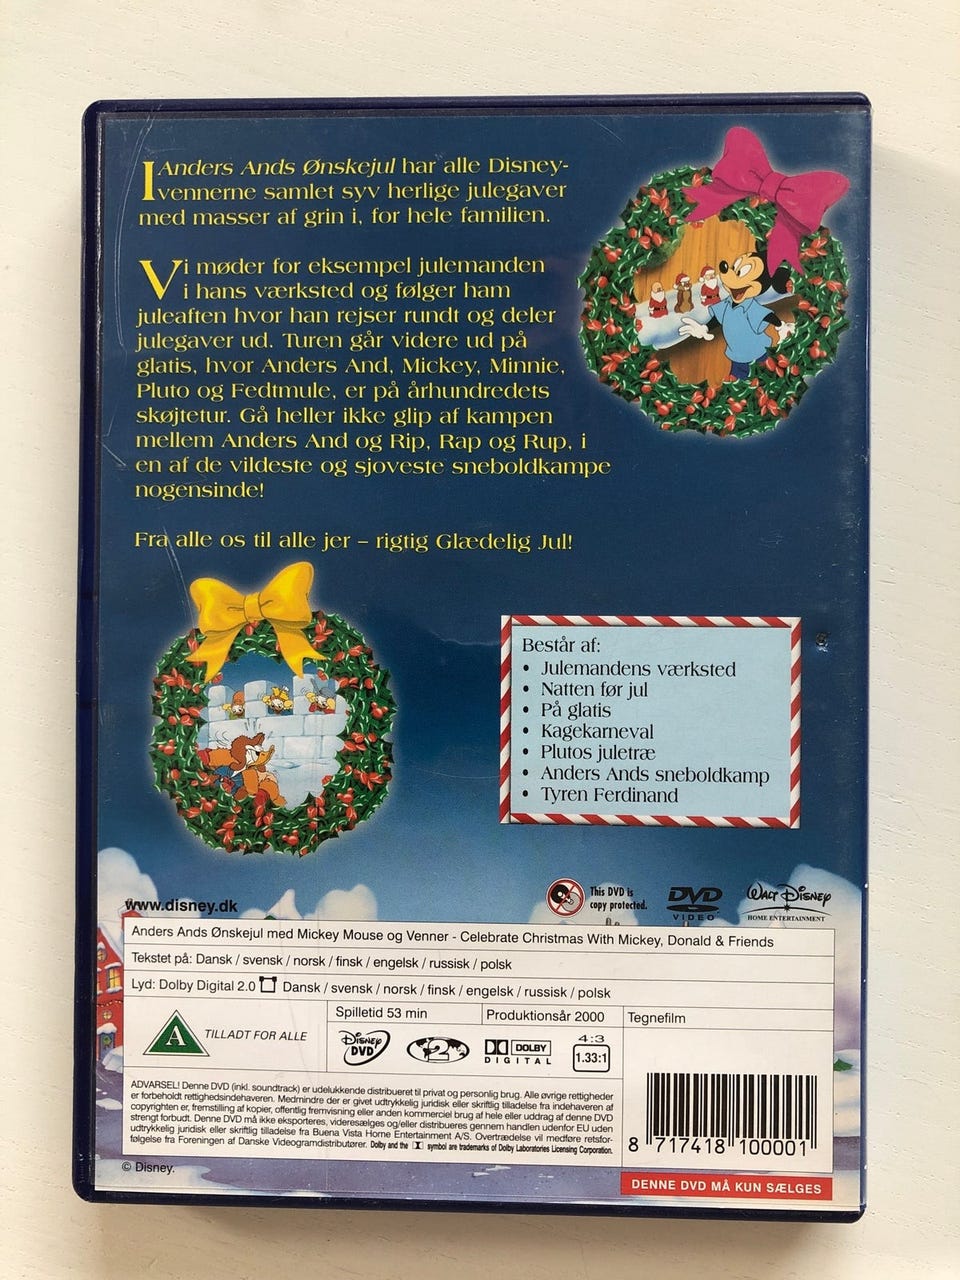 I Anders Ands Ønskejul har alle Disney-
vennerne samlet syv herlige julegaver
med masser af grin i, for hele familien.
Vi møder for eksempel julemanden
i hans værksted og følger ham
juleaften hvor han rejser rundt og deler
julegaver ud. Turen går videre ud på
glatis, hvor Anders And, Mickey, Minnie,
Pluto og Fedtmule, er på århundredets
skøjtetur. Gå heller ikke glip af kampen
mellem Anders And og Rip, Rap og Rup, i
en af de vildeste og sjoveste sneboldkampe
nogensinde!
Fra alle os til alle jer – rigtig Glædelig Jul!
Består af:
• Julemandens værksted
• Natten før jul
• På glatis
• Kagekarneval
• Plutos juletræ
• Anders Ands sneboldkamp
• Tyren Ferdinand
www.disney.dk
This DVD is
copy protected.
DVD
VIDEO
Walt Disney
HOME ENTERTAINMENT
Anders Ands Ønskejul med Mickey Mouse og Venner - Celebrate Christmas With Mickey, Donald & Friends
Tekstet på: Dansk / svensk / norsk / finsk / engelsk / russisk / polsk
Lyd: Dolby Digital 2.0 Dansk / svensk / norsk / finsk / engelsk / russisk / polsk
Spilletid 53 min
Produktionsår 2000
Tegnefilm
A
TILLADT FOR ALLE
Disney
DVD
2
DOLBY
DIGITAL
4:3
1.33:1
ADVARSEL! Denne DVD (inkl. soundtrack) er udelukkende distribueret til privat og personlig brug. Alle øvrige rettigheder
er forbeholdt rettighedsindehaveren. Medmindre der er givet udtrykkelig juridisk eller skriftlig tilladelse fra indehaveren af
copyrighten er, fremstilling af kopier, offentlig fremvisning eller anden kommerciel brug af hele eller uddrag af denne DVD
strengt forbudt. Denne DVD må ikke eksporteres, videresælges og/eller distribueres gennem handlen udenfor EU uden
udtrykkelig juridisk eller skriftlig tilladelse fra Buena Vista Home Entertainment A/S. Overtrædelse vil medføre retsfor-
følgelse fra Foreningen af Danske Videogramdistributører. Dolby and the symbol are trademarks of Dolby Laboratories Licensing Corporation.
8 717418 100001
© Disney.
DENNE DVD MÅ KUN SÆLGES